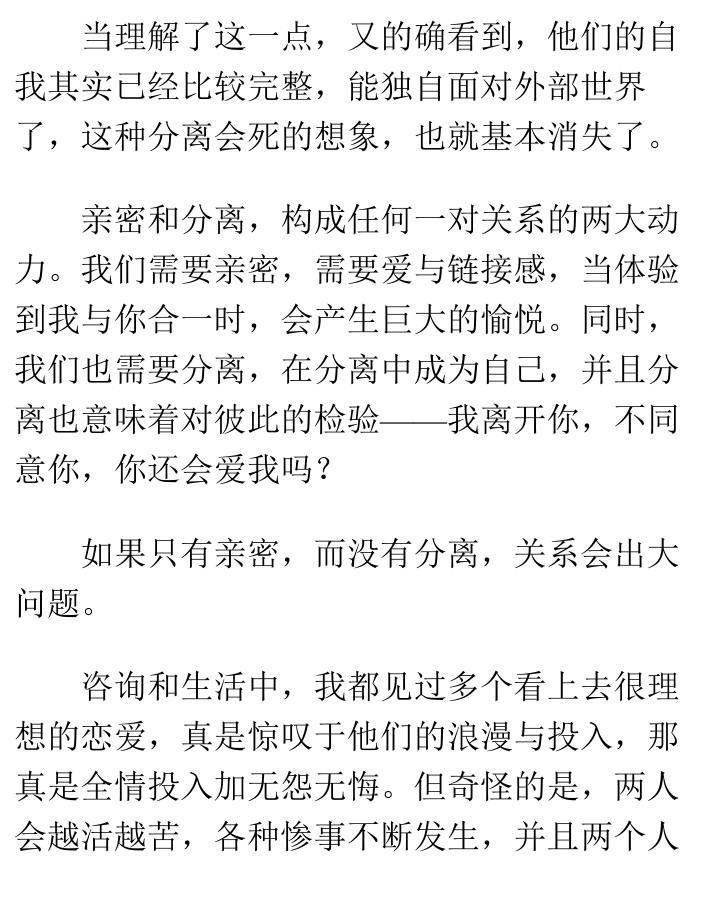 当理解了这一点，又的确看到，他们的自
我其实已经比较完整，能独自面对外部世界
了，这种分离会死的想象，也就基本消失了。
亲密和分离，构成任何一对关系的两大动
力。我们需要亲密，需要爱与链接感，当体验
到我与你合一时，会产生巨大的愉悦。同时，
我们也需要分离，在分离中成为自己，并且分
离也意味着对彼此的检验——我离开你，不同
意你，你还会爱我吗？
如果只有亲密，而没有分离，关系会出大
问题。
咨询和生活中，我都见过多个看上去很理
想的恋爱，真是惊叹于他们的浪漫与投入，那
真是全情投入加无怨无悔。但奇怪的是，两人
会越活越苦，各种惨事不断发生，并且两个人